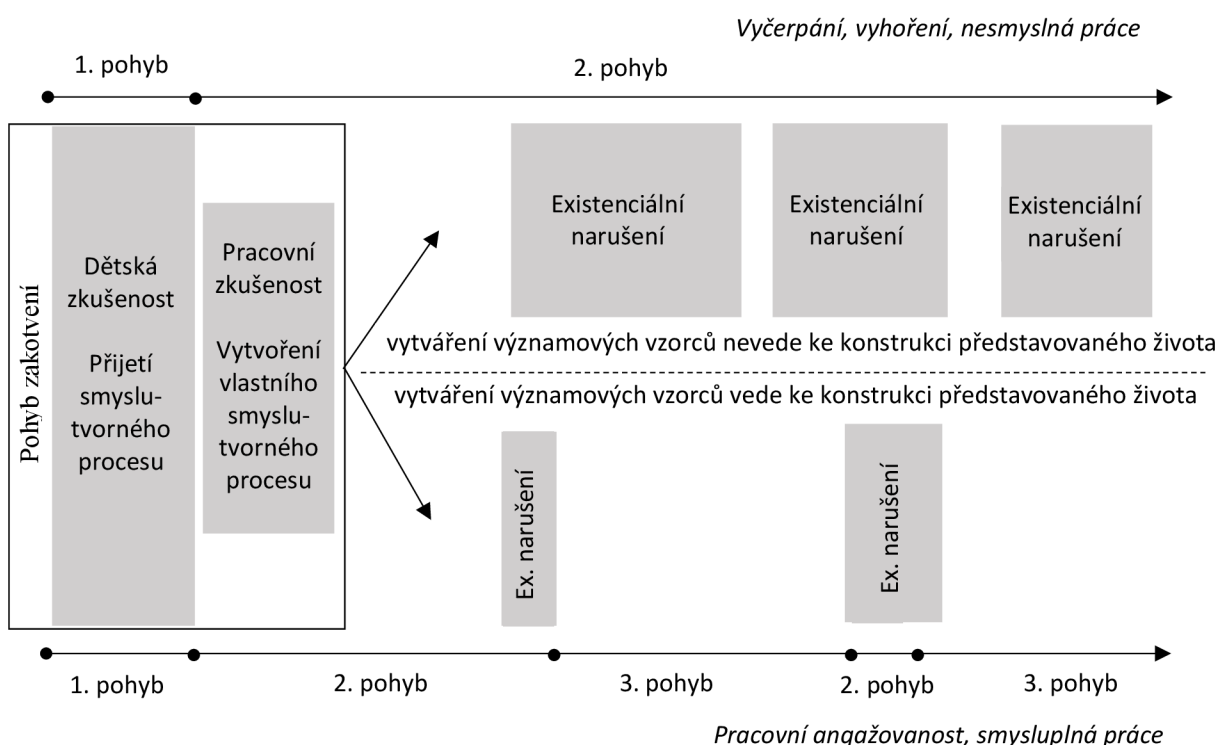 Vyčerpání, vyhoření, nesmyslná práce
1. pohyb
2. pohyb
Pohyb zakotvení
Dětská
zkušenost
Přijetí
smyslu-
tvorného
procesu
Pracovní
zkušenost
Vytvoření
vlastního
smyslu-
tvorného
procesu
Existenciální
narušení
Existenciální
narušení
Existenciální
narušení
vytváření významových vzorců nevede ke konstrukci představovaného života
vytváření významových vzorců vede ke konstrukci představovaného života
Ex. narušení
Ex. narušení
1. pohyb
2. pohyb
3. pohyb
2. pohyb
3. pohyb
Pracovní angažovanost, smysluplná práce